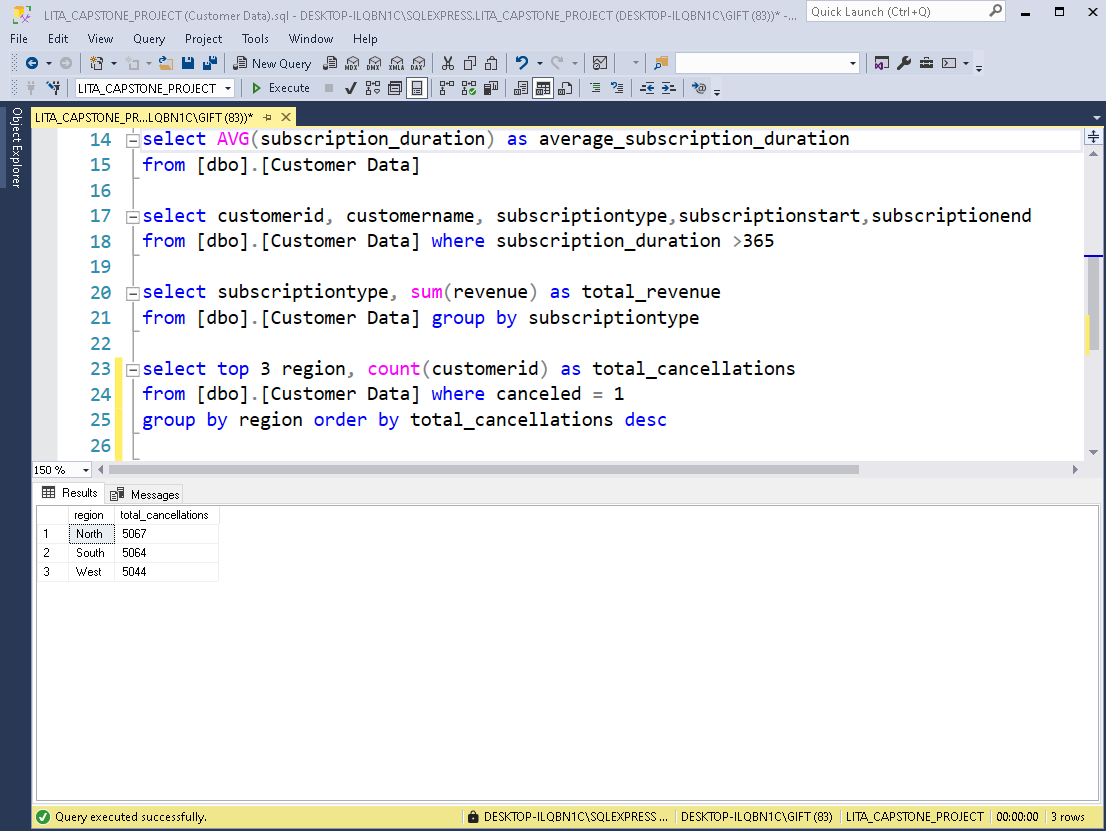 LITA_CAPSTONE_PROJECT (Customer Data).sql - DESKTOP-ILQBN1C\SQLEXPRESS.LITA_CAPSTONE_PROJECT (DESKTOP-ILQBN1C\GIFT (83))* -...
Quick Launch (Ctrl+Q)
File Edit View Query Project Tools Window Help
New Query MDX DMX XMLA DAX
LITA_CAPSTONE_PROJECT Execute
Object Explorer
LITA_CAPSTONE_PR...LQBN1C\GIFT (83))*
14 select AVG(subscription_duration) as average_subscription_duration
15 from [dbo].[Customer Data]
16
17 select customerid, customername, subscriptiontype,subscriptionstart,subscriptionend
18 from [dbo].[Customer Data] where subscription_duration >365
19
20 select subscriptiontype, sum(revenue) as total_revenue
21 from [dbo].[Customer Data] group by subscriptiontype
22
23 select top 3 region, count(customerid) as total_cancellations
24 from [dbo].[Customer Data] where canceled = 1
25 group by region order by total_cancellations desc
26
150 %
Results Messages
region total_cancellations
1 North 5067
2 South 5064
3 West 5044
Query executed successfully. DESKTOP-ILQBN1C\SQLEXPRESS ... DESKTOP-ILQBN1C\GIFT (83) LITA_CAPSTONE_PROJECT 00:00:00 3 rows